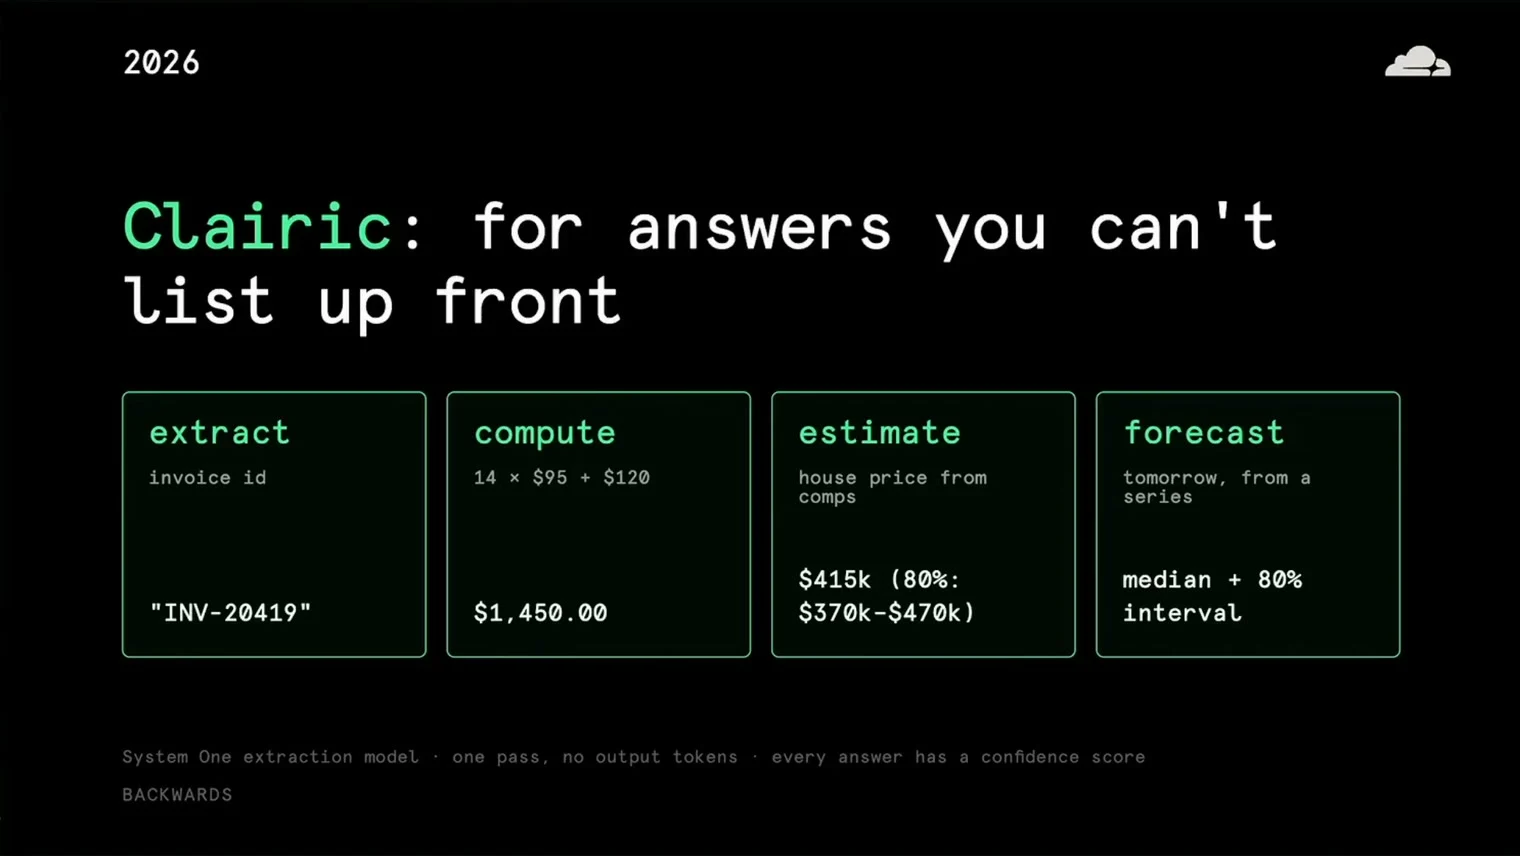 2026
Clairic: for answers you can't
list up front
extract
invoice id
"INV-20419"
compute
14 × $95 + $120
$1,450.00
estimate
house price from
comps
$415k (80%:
$370k–$470k)
forecast
tomorrow, from a
series
median + 80%
interval
System One extraction model · one pass, no output tokens · every answer has a confidence score
BACKWARDS